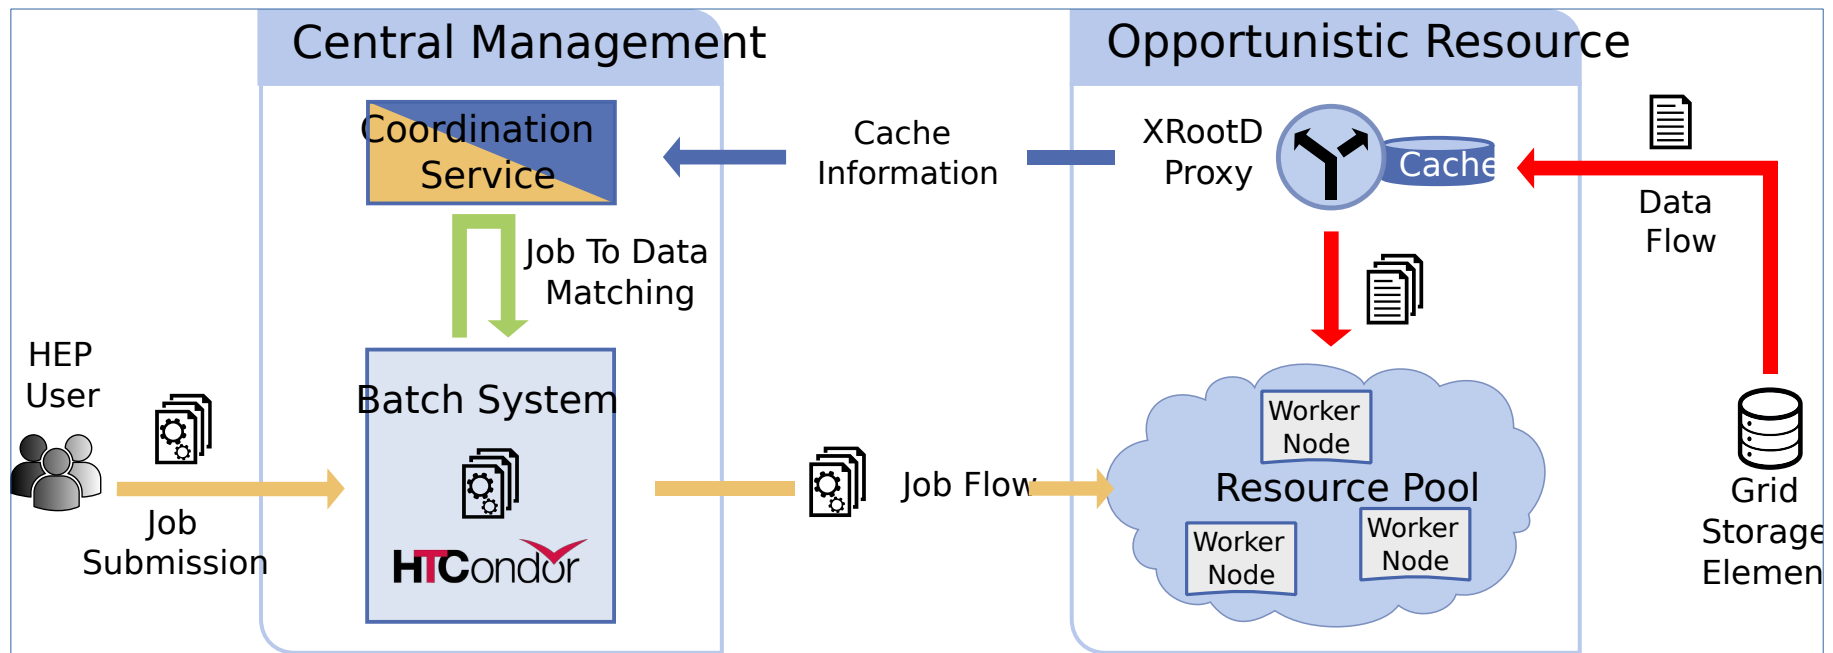 Central Management
Opportunistic Resource
Coordination
Service
Cache
Information
XRootD
Proxy
Cache
Data
Flow
Job To Data
Matching
HEP
User
Batch System
HTCondor
Job
Submission
Job Flow
Worker
Node
Resource Pool
Worker
Node
Worker
Node
Grid
Storage
Elemen